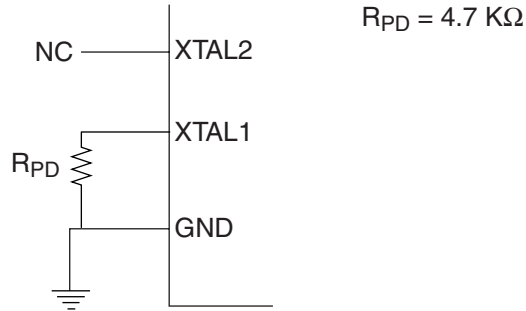 R_PD = 4.7 KΩ
NC
XTAL2
XTAL1
R_PD
GND